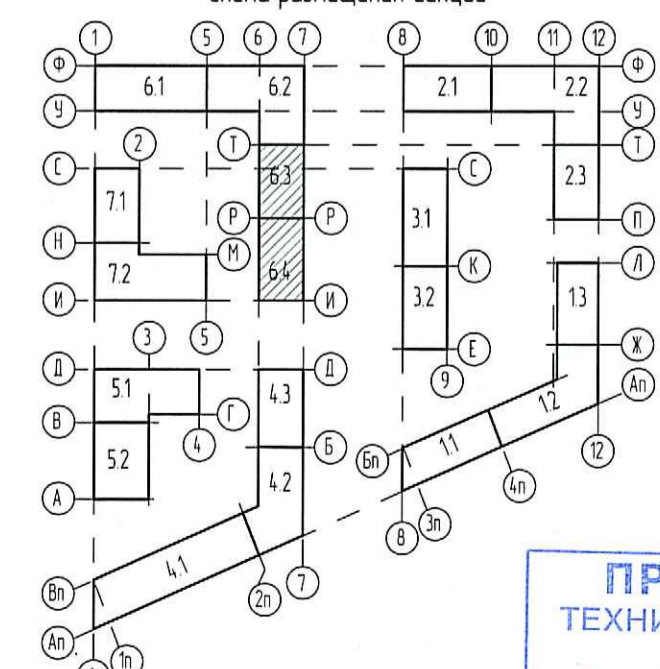 Схема размещения секций
1 5 6 7 8 10 11 12
Ф 6.1 6.2 2.1 2.2 Ф
У У
2 Т Т
С 6.3 С 2.3
7.1 Р Р 3.1 П
Н М К Л
7.2 6.4 3.2 1.3
И И
3 5 Е Ж
Д Д 9
5.1 4.3 1.2 Ап
В Г Б Бп 1.1
5.2 4 4.2 4п 12
А 8 3п
4.1
Вп 2п 7
Ап
1 1п
ПР
ТЕХНИ